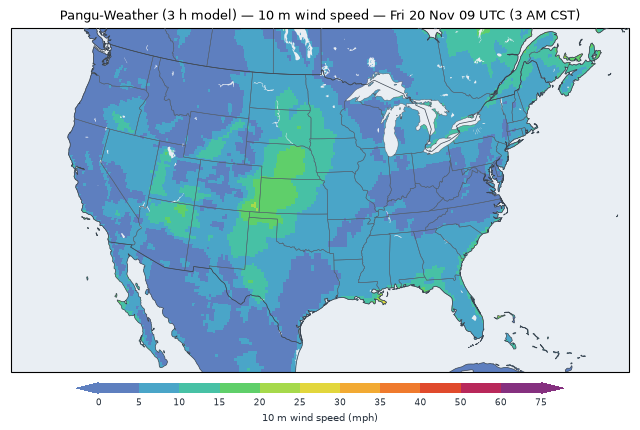 Pangu-Weather (3 h model) — 10 m wind speed — Fri 20 Nov 09 UTC (3 AM CST)
0 5 10 15 20 25 30 35 40 50 60 75
10 m wind speed (mph)